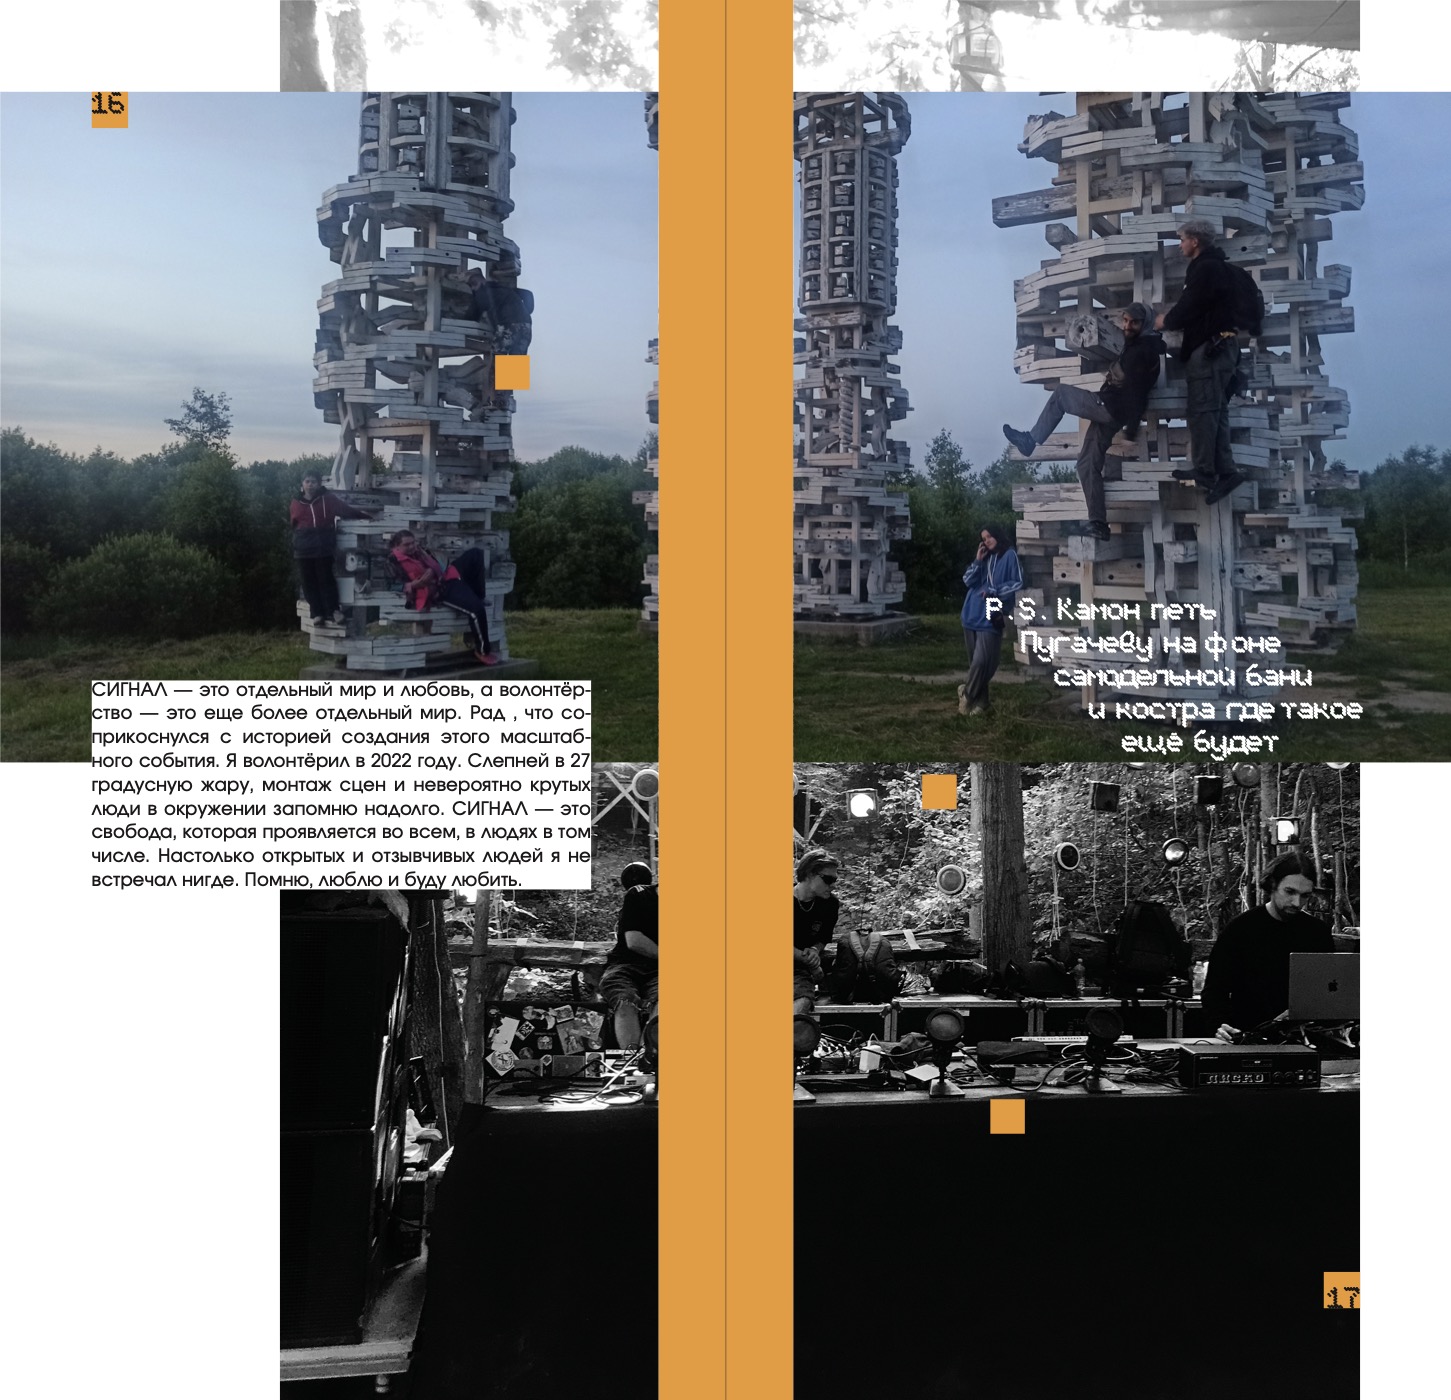 16
СИГНАЛ — это отдельный мир и любовь, а волонтёр-
ство — это еще более отдельный мир. Рад , что со-
прикоснулся с историей создания этого масштаб-
ного события. Я волонтёрил в 2022 году. Слепней в 27
градусную жару, монтаж сцен и невероятно крутых
люди в окружении запомню надолго. СИГНАЛ — это
свобода, которая проявляется во всем, в людях в том
числе. Настолько открытых и отзывчивых людей я не
встречал нигде. Помню, люблю и буду любить.
P.S. Камон петь
Пугачеву на фоне
самодельной бани
и костра где такое
ещё будет
ДИСКО
17